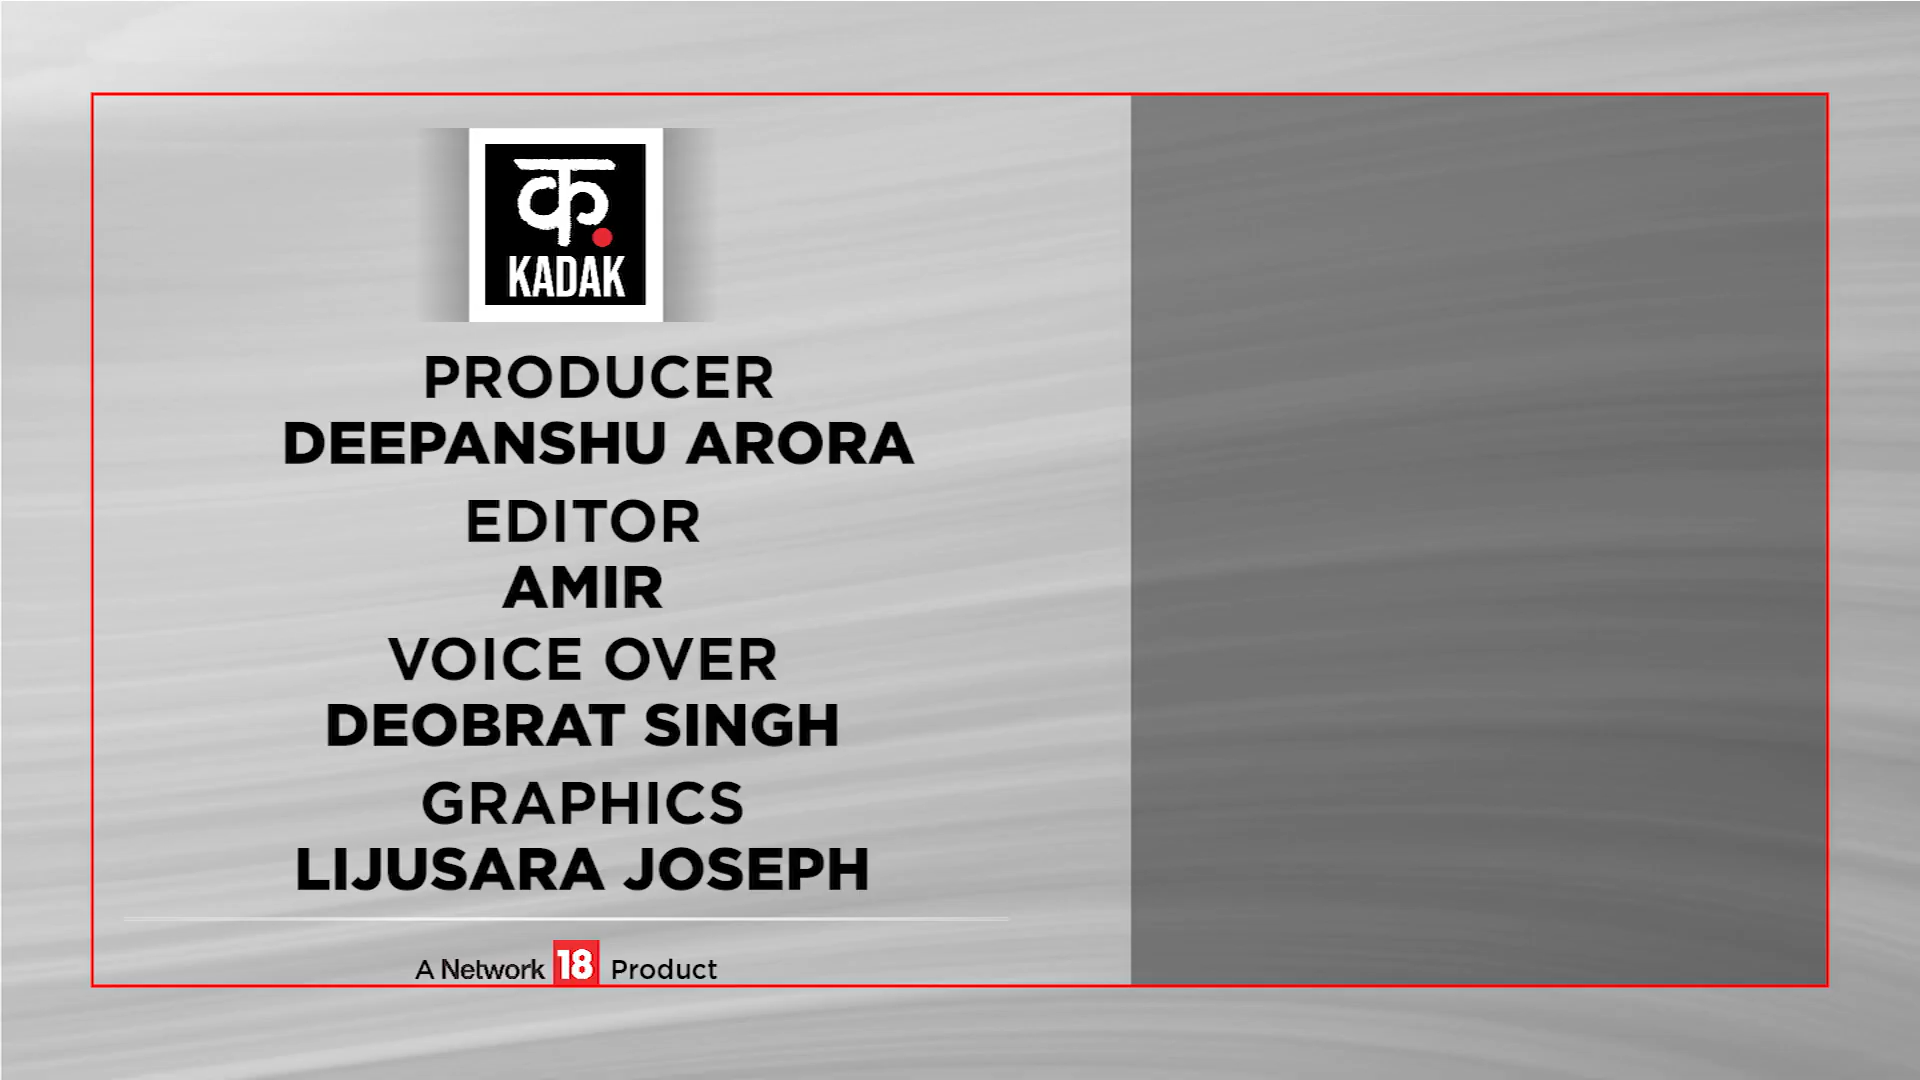 क.
KADAK
PRODUCER
DEEPANSHU ARORA
EDITOR
AMIR
VOICE OVER
DEOBRAT SINGH
GRAPHICS
LIJUSARA JOSEPH
A Network 18 Product